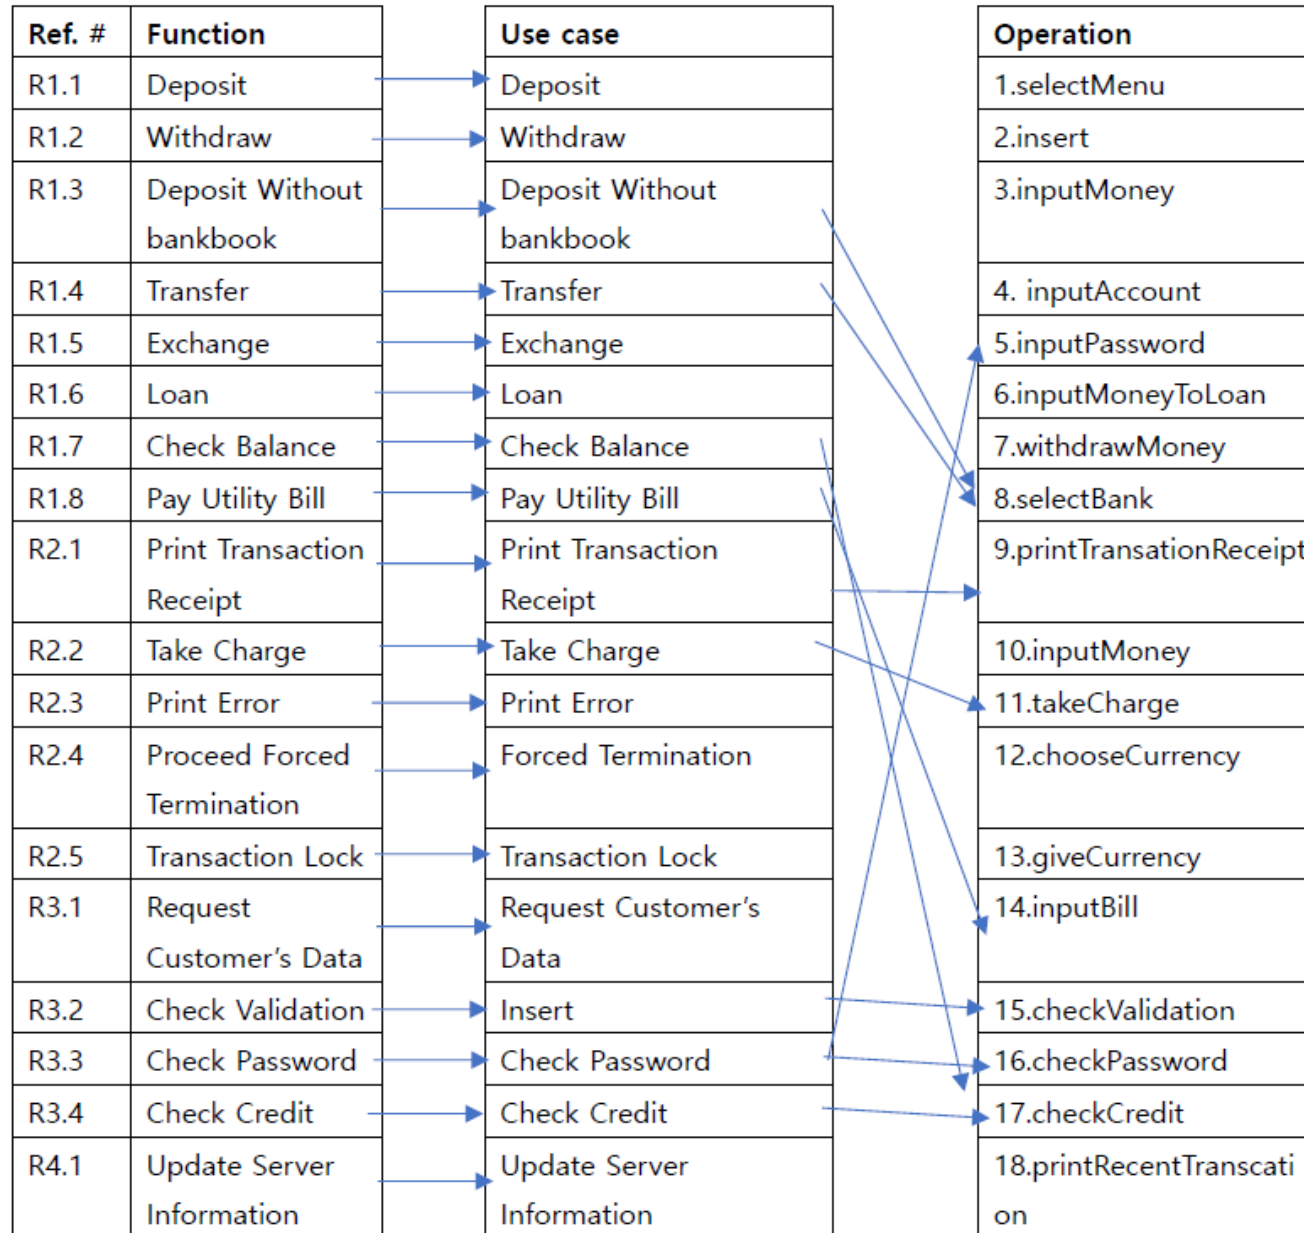 Ref. # Function Use case Operation
R1.1 Deposit Deposit 1.selectMenu
R1.2 Withdraw Withdraw 2.insert
R1.3 Deposit Without Deposit Without 3.inputMoney
bankbook bankbook
R1.4 Transfer Transfer 4. inputAccount
R1.5 Exchange Exchange 5.inputPassword
R1.6 Loan Loan 6.inputMoneyToLoan
R1.7 Check Balance Check Balance 7.withdrawMoney
R1.8 Pay Utility Bill Pay Utility Bill 8.selectBank
R2.1 Print Transaction Print Transaction 9.printTransationReceipt
Receipt Receipt
R2.2 Take Charge Take Charge 10.inputMoney
R2.3 Print Error Print Error 11.takeCharge
R2.4 Proceed Forced Forced Termination 12.chooseCurrency
Termination
R2.5 Transaction Lock Transaction Lock 13.giveCurrency
R3.1 Request Request Customer’s 14.inputBill
Customer’s Data Data
R3.2 Check Validation Insert 15.checkValidation
R3.3 Check Password Check Password 16.checkPassword
R3.4 Check Credit Check Credit 17.checkCredit
R4.1 Update Server Update Server 18.printRecentTranscati
Information Information on